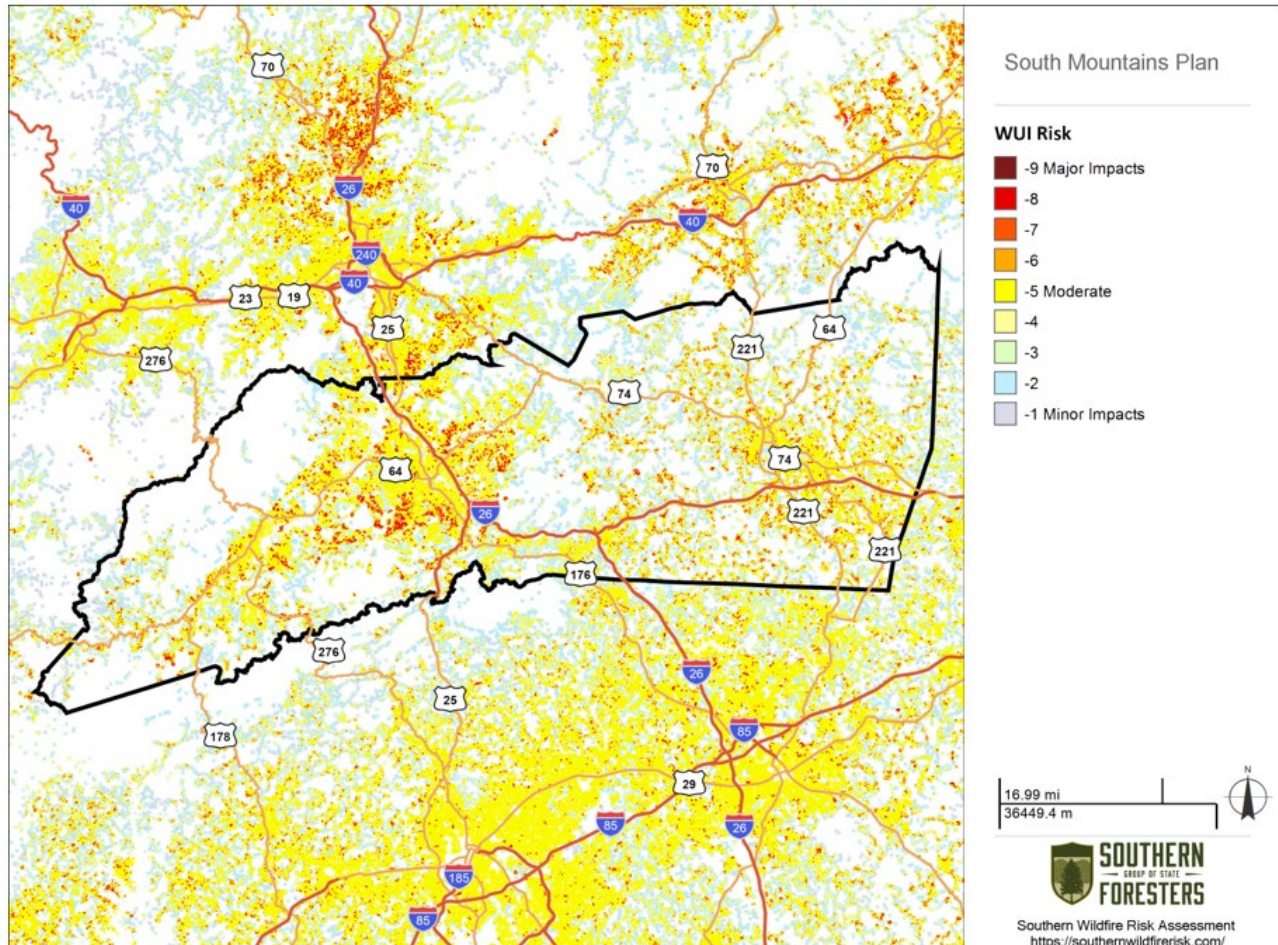 South Mountains Plan
WUI Risk
-9 Major Impacts
-8
-7
-6
-5 Moderate
-4
-3
-2
-1 Minor Impacts
70
26
40
70
40
240
40
23
19
25
276
64
221
74
64
74
26
221
221
176
276
26
25
178
85
29
85
26
185
85
N
16.99 mi
36449.4 m
SOUTHERN
GROUP OF STATE
FORESTERS
Southern Wildfire Risk Assessment
https://southernwildfirerisk.com/